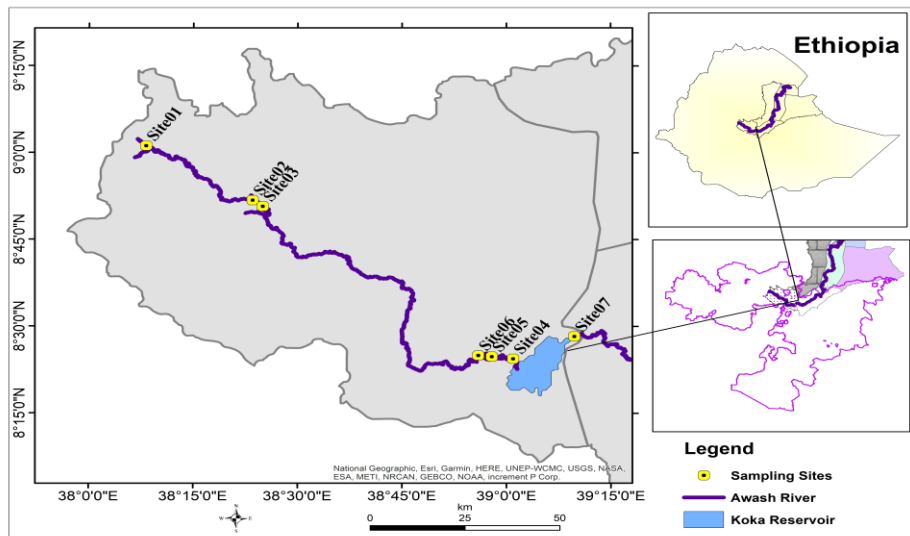 Ethiopia
9°15'0"N
9°0'0"N
8°45'0"N
8°30'0"N
8°15'0"N
Site01
Site02
Site03
Site06
Site05
Site04
Site07
National Geographic, Esri, Garmin, HERE, UNEP-WCMC, USGS, NASA,
ESA, METI, NRCAN, GEBCO, NOAA, increment P Corp.
38°0'0"E
38°15'0"E
38°30'0"E
38°45'0"E
39°0'0"E
39°15'0"E
km
0
25
50
N
W
E
S
Legend
Sampling Sites
Awash River
Koka Reservoir